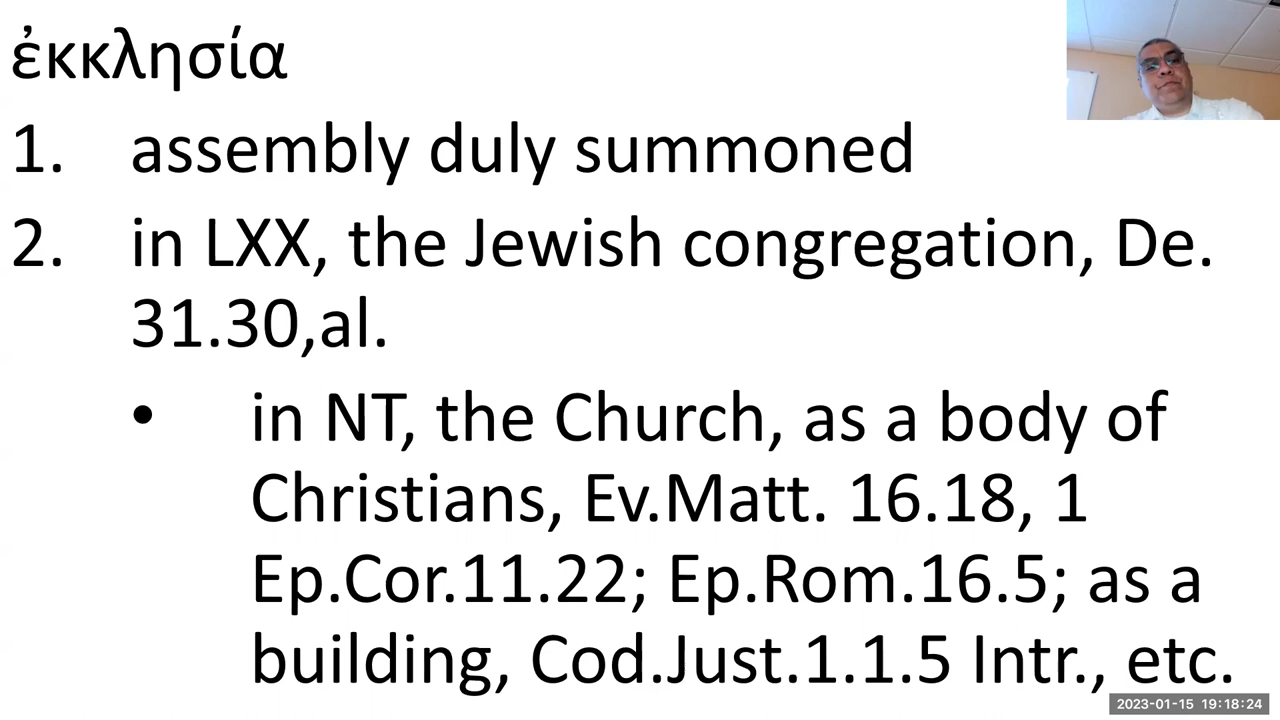 ἐκκλησία
1. assembly duly summoned
2. in LXX, the Jewish congregation, De.
31.30,al.
• in NT, the Church, as a body of
Christians, Ev.Matt. 16.18, 1
Ep.Cor.11.22; Ep.Rom.16.5; as a
building, Cod.Just.1.1.5 Intr., etc.
2023-01-15 19:18:24